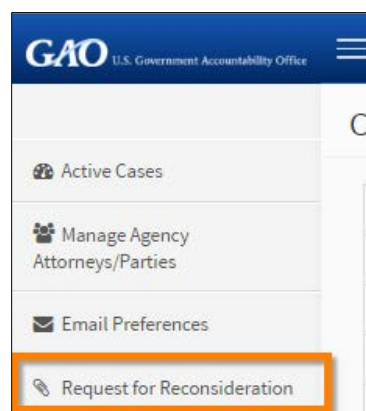 GAO U.S. Government Accountability Office
C
Active Cases
Manage Agency
Attorneys/Parties
Email Preferences
Request for Reconsideration